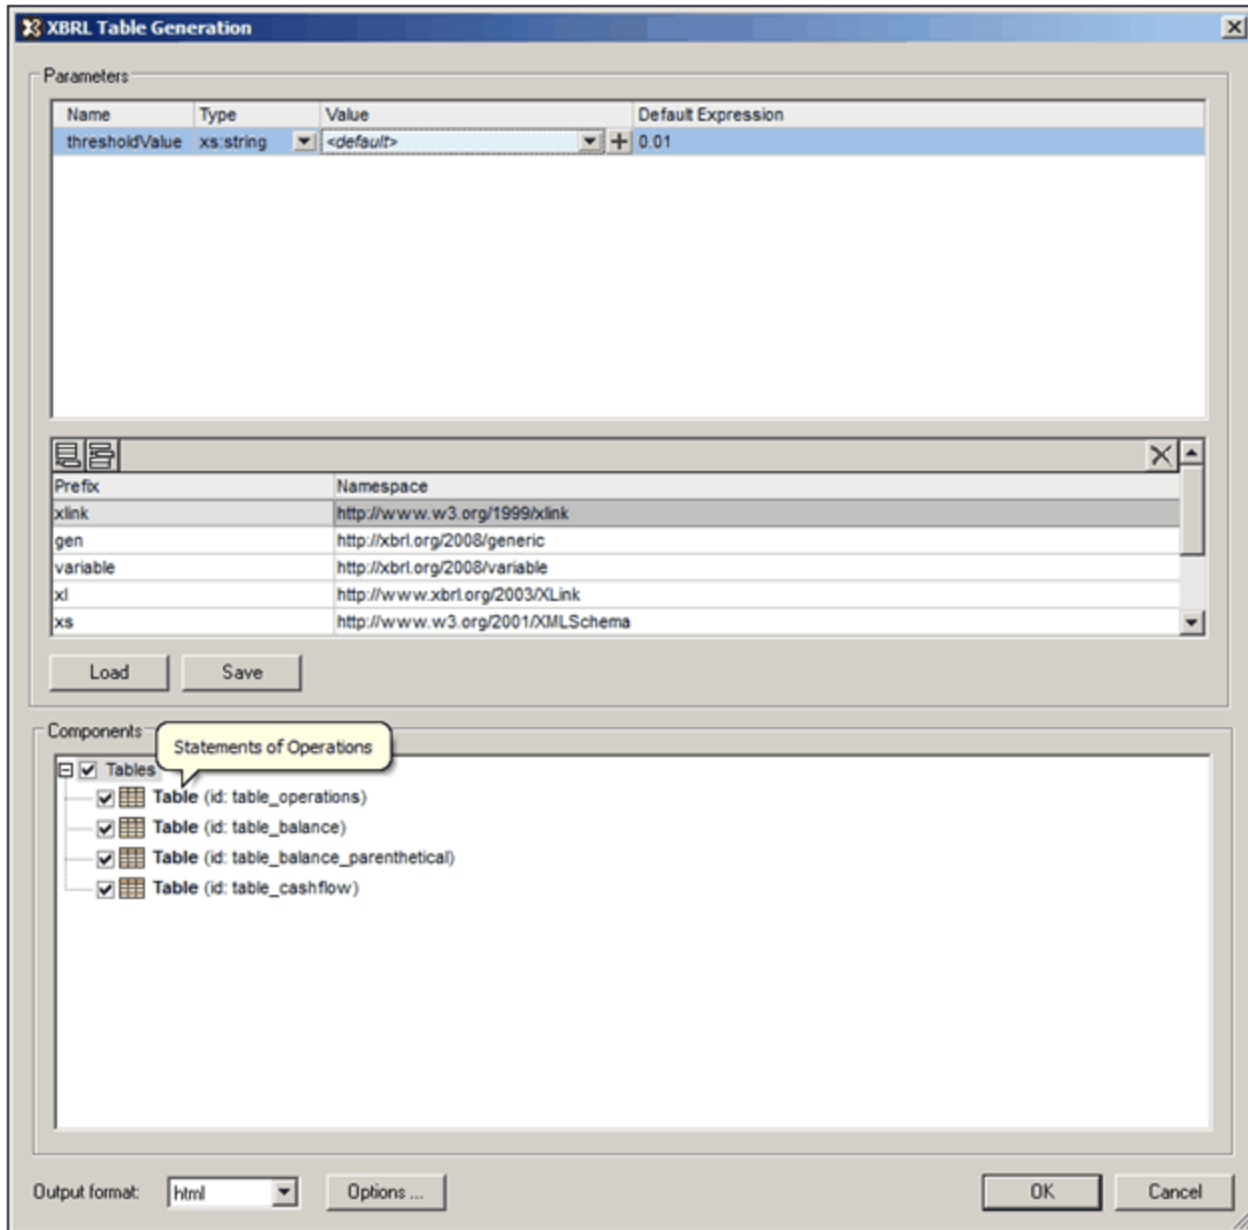 XBRL Table Generation
Parameters
Name Type Value Default Expression
thresholdValue xs:string <default> 0.01
Prefix Namespace
xlink http://www.w3.org/1999/xlink
gen http://xbrl.org/2008/generic
variable http://xbrl.org/2008/variable
xl http://www.xbrl.org/2003/XLink
xs http://www.w3.org/2001/XMLSchema
Load Save
Components
Statements of Operations
Tables
Table (id: table_operations)
Table (id: table_balance)
Table (id: table_balance_parenthetical)
Table (id: table_cashflow)
Output format: html Options ... OK Cancel